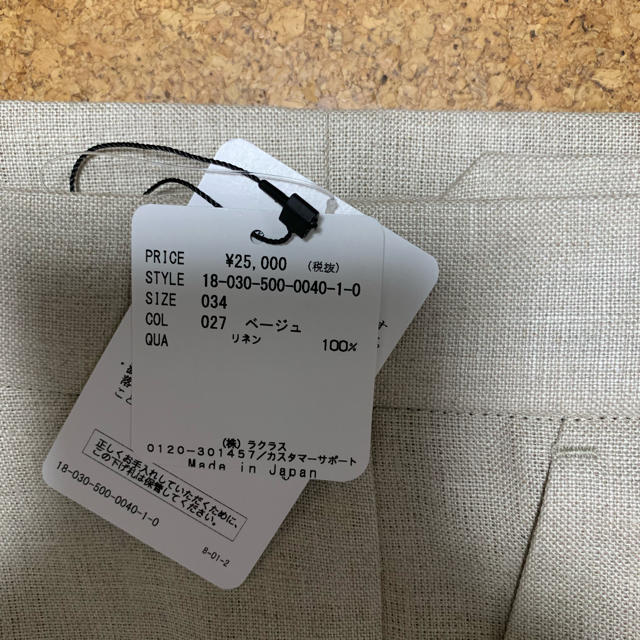 PRICE ¥25,000 (税抜)
STYLE 18-030-500-0040-1-0
SIZE 034
COL 027 ベージュ
QUA リネン 100%
(株) ラクラス
0120-301457/カスタマーサポート
Made in Japan
こと
正しくお手入れしていただくために、
この下げ札は保管してください。
18-030-500-0040-1-0
B-01-2